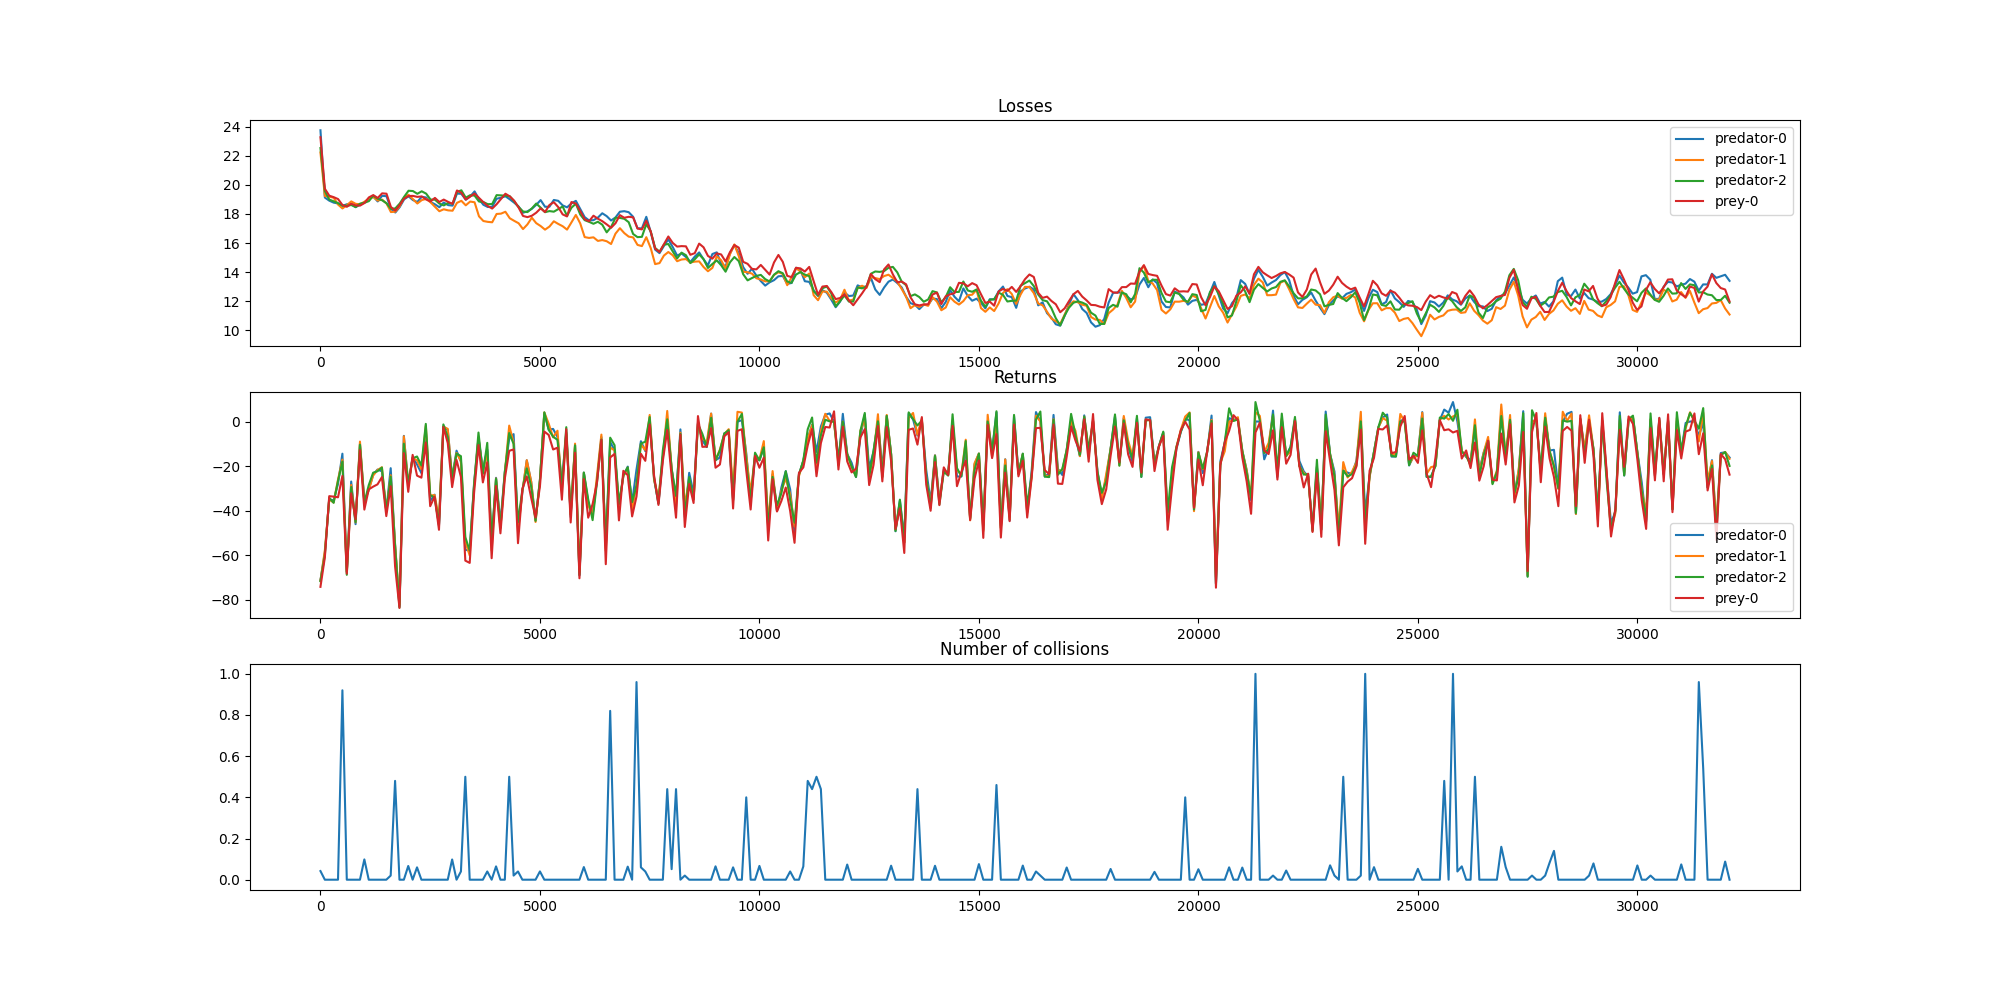 Losses
24
22
20
18
16
14
12
10
predator-0
predator-1
predator-2
prey-0
0 5000 10000 15000 20000 25000 30000
Returns
0
−20
−40
−60
−80
predator-0
predator-1
predator-2
prey-0
0 5000 10000 15000 20000 25000 30000
Number of collisions
1.0
0.8
0.6
0.4
0.2
0.0
0 5000 10000 15000 20000 25000 30000